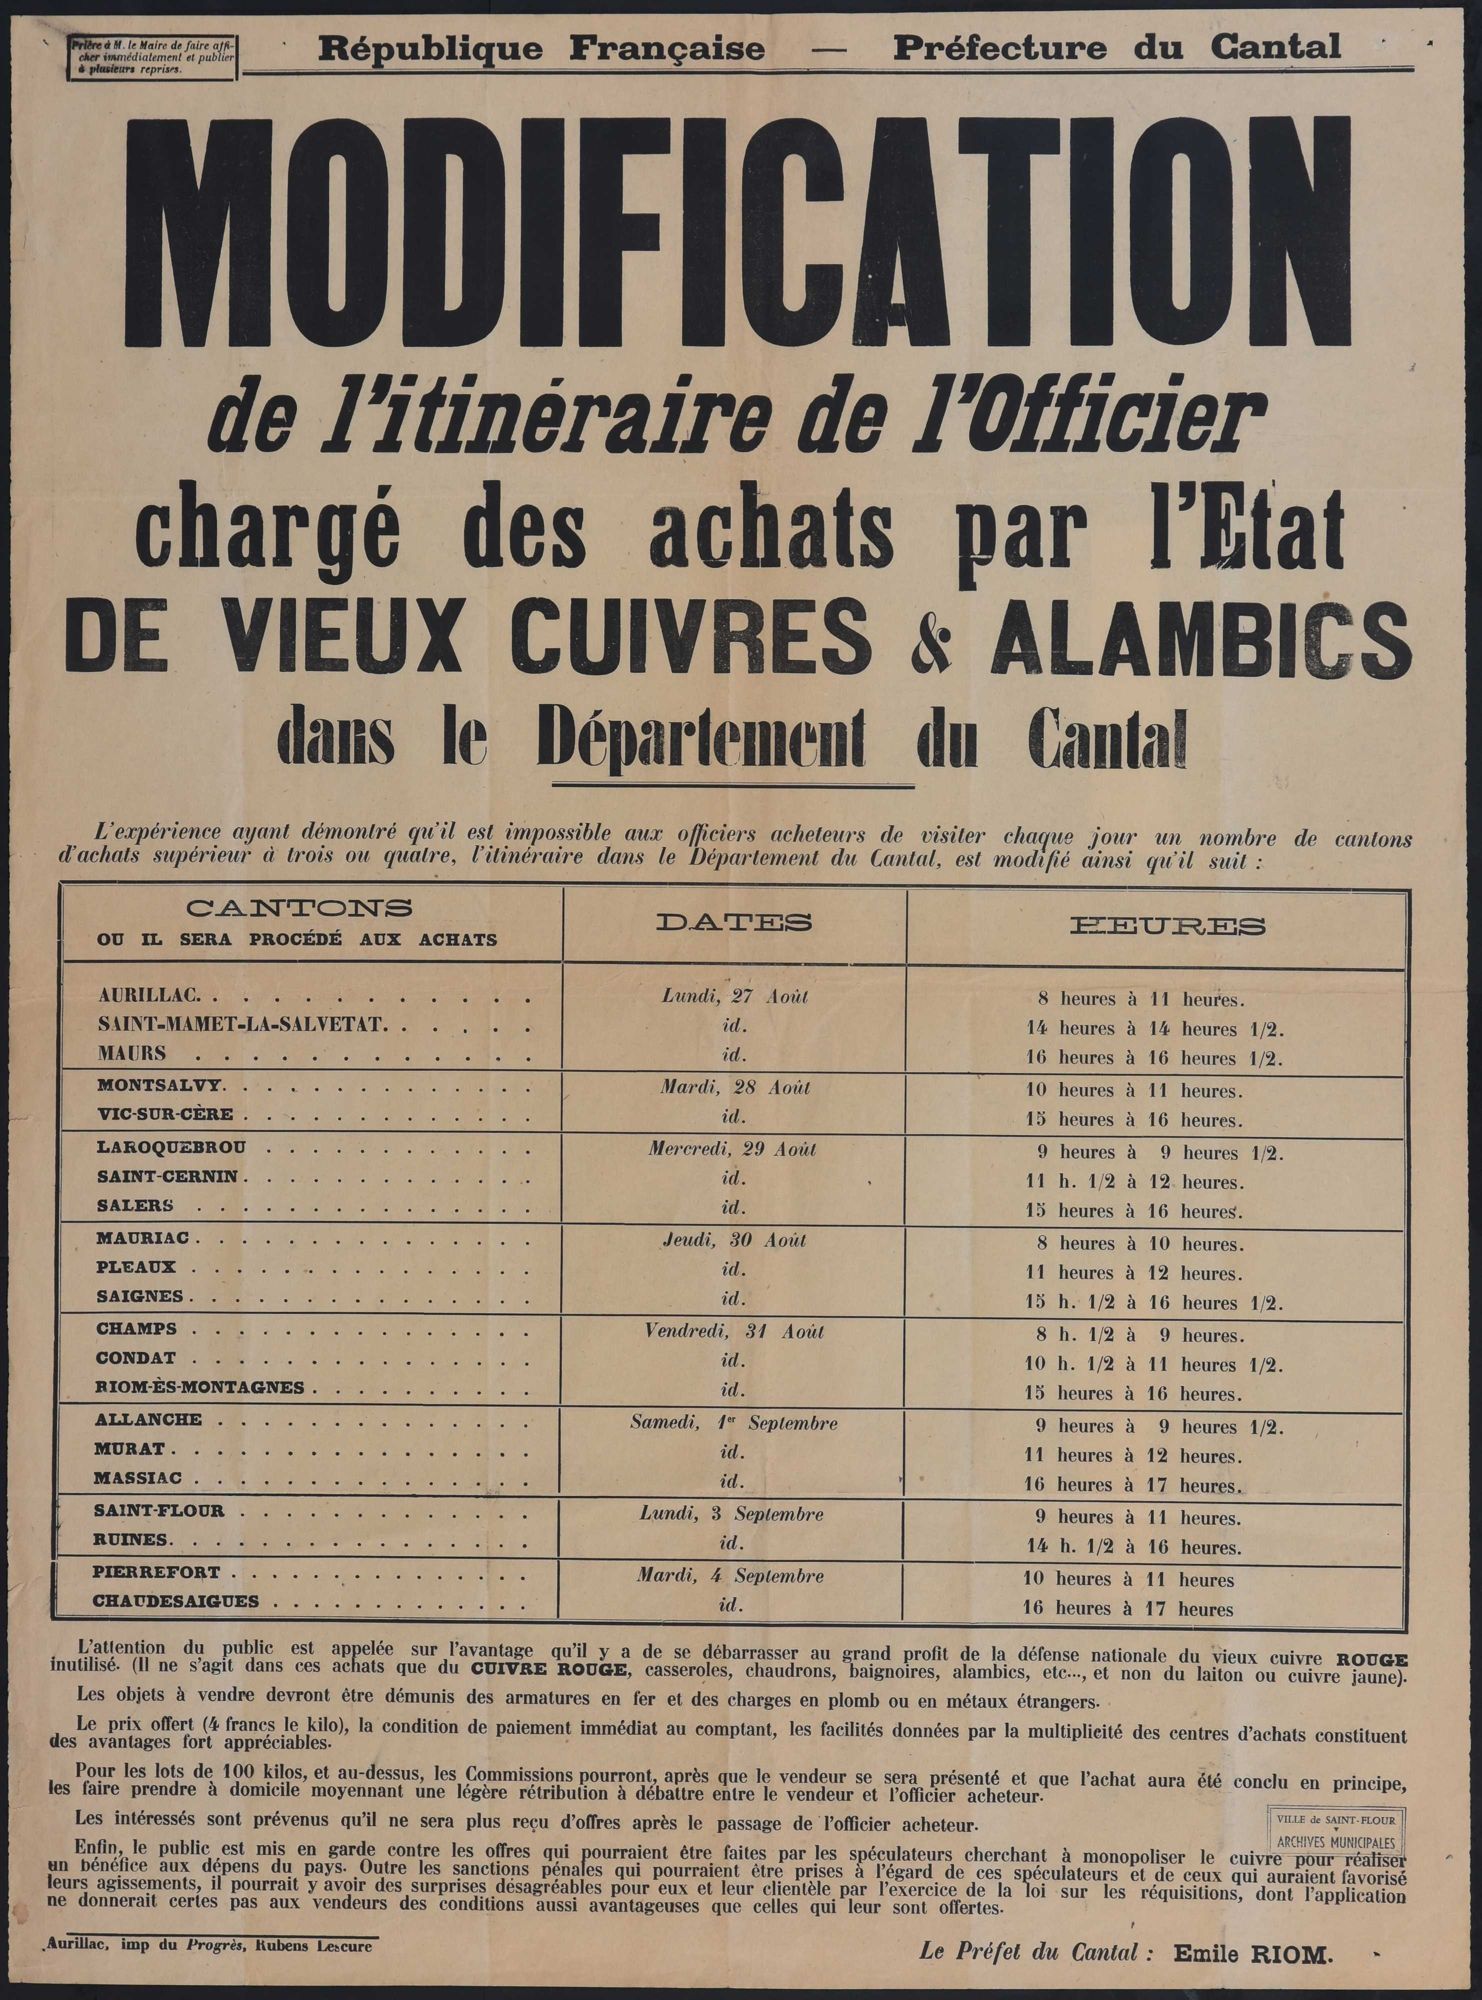 Prière à M. le Maire de faire affi-
cher immédiatement et publier
à plusieurs reprises.
République Française — Préfecture du Cantal
MODIFICATION
de l'itinéraire de l'Officier
chargé des achats par l'Etat
DE VIEUX CUIVRES & ALAMBICS
dans le Département du Cantal
L'expérience ayant démontré qu'il est impossible aux officiers acheteurs de visiter chaque jour un nombre de cantons
d'achats supérieur à trois ou quatre, l'itinéraire dans le Département du Cantal, est modifié ainsi qu'il suit :
CANTONS
OU IL SERA PROCÉDÉ AUX ACHATS
DATES
HEURES
AURILLAC. . . . . . . . . . . . Lundi, 27 Août 8 heures à 11 heures.
SAINT-MAMET-LA-SALVETAT. . . . . . id. 14 heures à 14 heures 1/2.
MAURS . . . . . . . . . . . . id. 16 heures à 16 heures 1/2.
MONTSALVY. . . . . . . . . . . . Mardi, 28 Août 10 heures à 11 heures.
VIC-SUR-CÈRE . . . . . . . . . . . . id. 15 heures à 16 heures.
LAROQUEBROU . . . . . . . . . . . . Mercredi, 29 Août 9 heures à 9 heures 1/2.
SAINT-CERNIN. . . . . . . . . . . . id. 11 h. 1/2 à 12 heures.
SALERS . . . . . . . . . . . . id. 15 heures à 16 heures.
MAURIAC. . . . . . . . . . . . Jeudi, 30 Août 8 heures à 10 heures.
PLEAUX . . . . . . . . . . . . id. 11 heures à 12 heures.
SAIGNES. . . . . . . . . . . . id. 15 h. 1/2 à 16 heures 1/2.
CHAMPS . . . . . . . . . . . . Vendredi, 31 Août 8 h. 1/2 à 9 heures.
CONDAT . . . . . . . . . . . . id. 10 h. 1/2 à 11 heures 1/2.
RIOM-ÈS-MONTAGNES . . . . . . . . . . id. 15 heures à 16 heures.
ALLANCHE . . . . . . . . . . . . Samedi, 1er Septembre 9 heures à 9 heures 1/2.
MURAT. . . . . . . . . . . . id. 11 heures à 12 heures.
MASSIAC . . . . . . . . . . . . id. 16 heures à 17 heures.
SAINT-FLOUR . . . . . . . . . . . . Lundi, 3 Septembre 9 heures à 11 heures.
RUINES. . . . . . . . . . . . id. 14 h. 1/2 à 16 heures.
PIERREFORT . . . . . . . . . . . . Mardi, 4 Septembre 10 heures à 11 heures
CHAUDESAIGUES . . . . . . . . . . . . id. 16 heures à 17 heures
L'attention du public est appelée sur l'avantage qu'il y a de se débarrasser au grand profit de la défense nationale du vieux cuivre ROUGE
inutilisé. (Il ne s'agit dans ces achats que du CUIVRE ROUGE, casseroles, chaudrons, baignoires, alambics, etc..., et non du laiton ou cuivre jaune).
Les objets à vendre devront être démunis des armatures en fer et des charges en plomb ou en métaux étrangers.
Le prix offert (4 francs le kilo), la condition de paiement immédiat au comptant, les facilités données par la multiplicité des centres d'achats constituent
des avantages fort appréciables.
Pour les lots de 100 kilos, et au-dessus, les Commissions pourront, après que le vendeur se sera présenté et que l'achat aura été conclu en principe,
les faire prendre à domicile moyennant une légère rétribution à débattre entre le vendeur et l'officier acheteur.
Les intéressés sont prévenus qu'il ne sera plus reçu d'offres après le passage de l'officier acheteur.
VILLE de SAINT-FLOUR
ARCHIVES MUNICIPALES
Enfin, le public est mis en garde contre les offres qui pourraient être faites par les spéculateurs cherchant à monopoliser le cuivre pour réaliser
un bénéfice aux dépens du pays. Outre les sanctions pénales qui pourraient être prises à l'égard de ces spéculateurs et de ceux qui auraient favorisé
leurs agissements, il pourrait y avoir des surprises désagréables pour eux et leur clientèle par l'exercice de la loi sur les réquisitions, dont l'application
ne donnerait certes pas aux vendeurs des conditions aussi avantageuses que celles qui leur sont offertes.
Aurillac, imp du Progrès, Rubens Lescure
Le Préfet du Cantal : Emile RIOM.